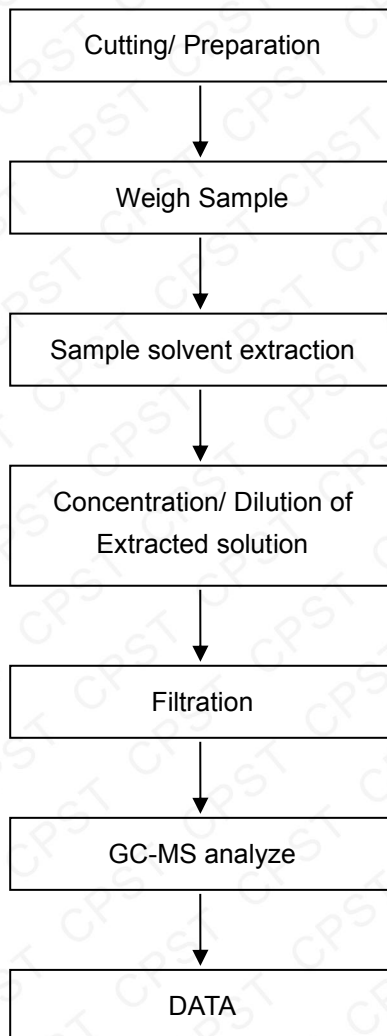 Cutting/ Preparation
Weigh Sample
Sample solvent extraction
Concentration/ Dilution of
Extracted solution
Filtration
GC-MS analyze
DATA